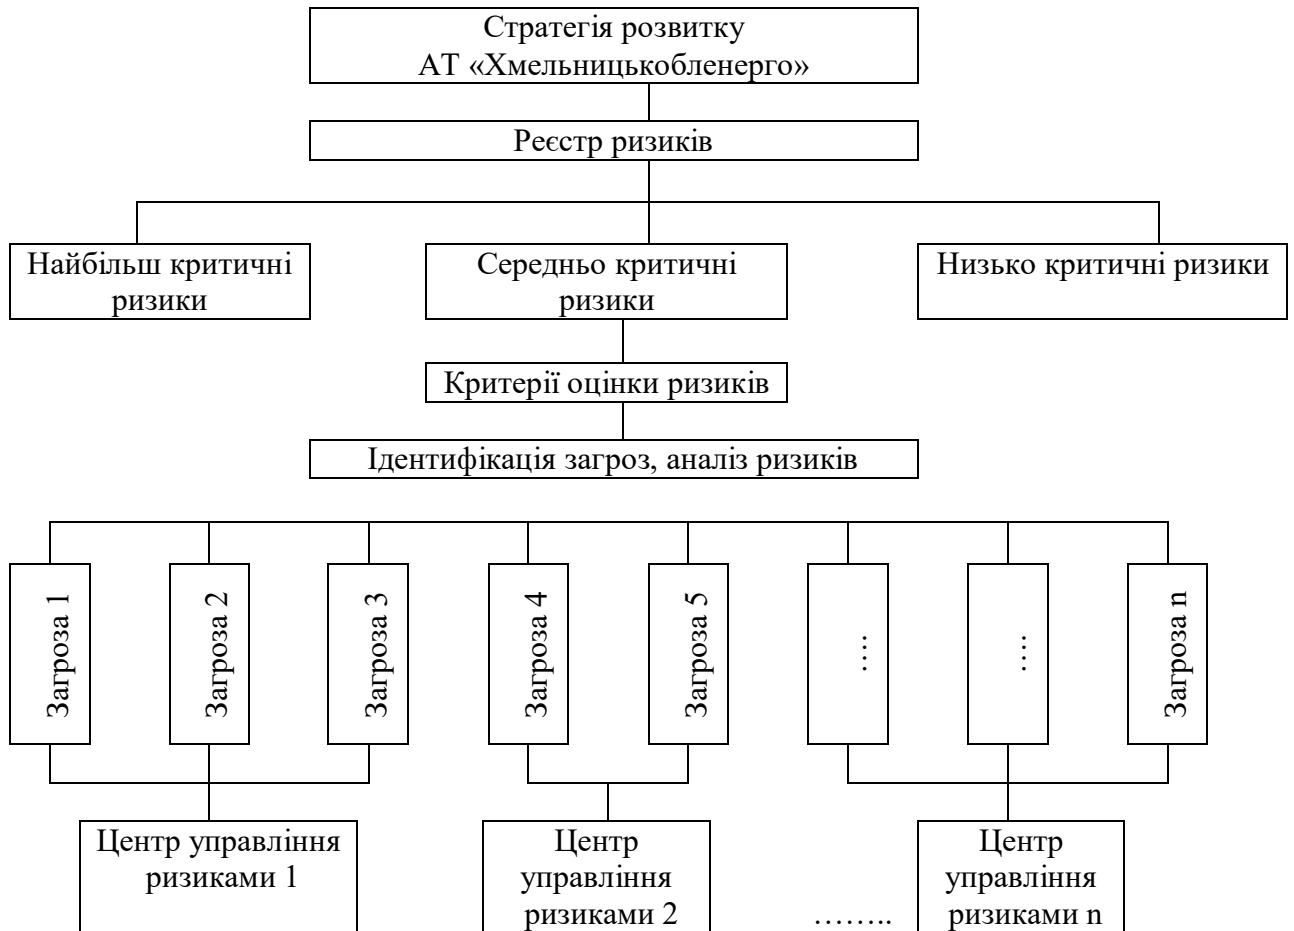 Стратегія розвитку
АТ «Хмельницькобленерго»
Реєстр ризиків
Найбільш критичні
ризики
Середньо критичні
ризики
Низько критичні ризики
Критерії оцінки ризиків
Ідентифікація загроз, аналіз ризиків
Загроза 1
Загроза 2
Загроза 3
Загроза 4
Загроза 5
….
….
Загроза n
Центр управління
ризиками 1
Центр
управління
ризиками 2
……..
Центр
управління
ризиками n